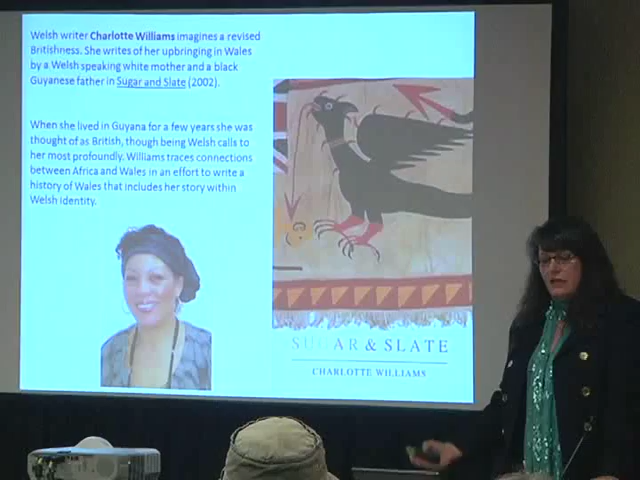 Welsh writer Charlotte Williams imagines a revised
Britishness. She writes of her upbringing in Wales
by a Welsh speaking white mother and a black
Guyanese father in Sugar and Slate (2002).
When she lived in Guyana for a few years she was
thought of as British, though being Welsh calls to
her most profoundly. Williams traces connections
between Africa and Wales in an effort to write a
history of Wales that includes her story within
Welsh identity.
SUGAR & SLATE
CHARLOTTE WILLIAMS